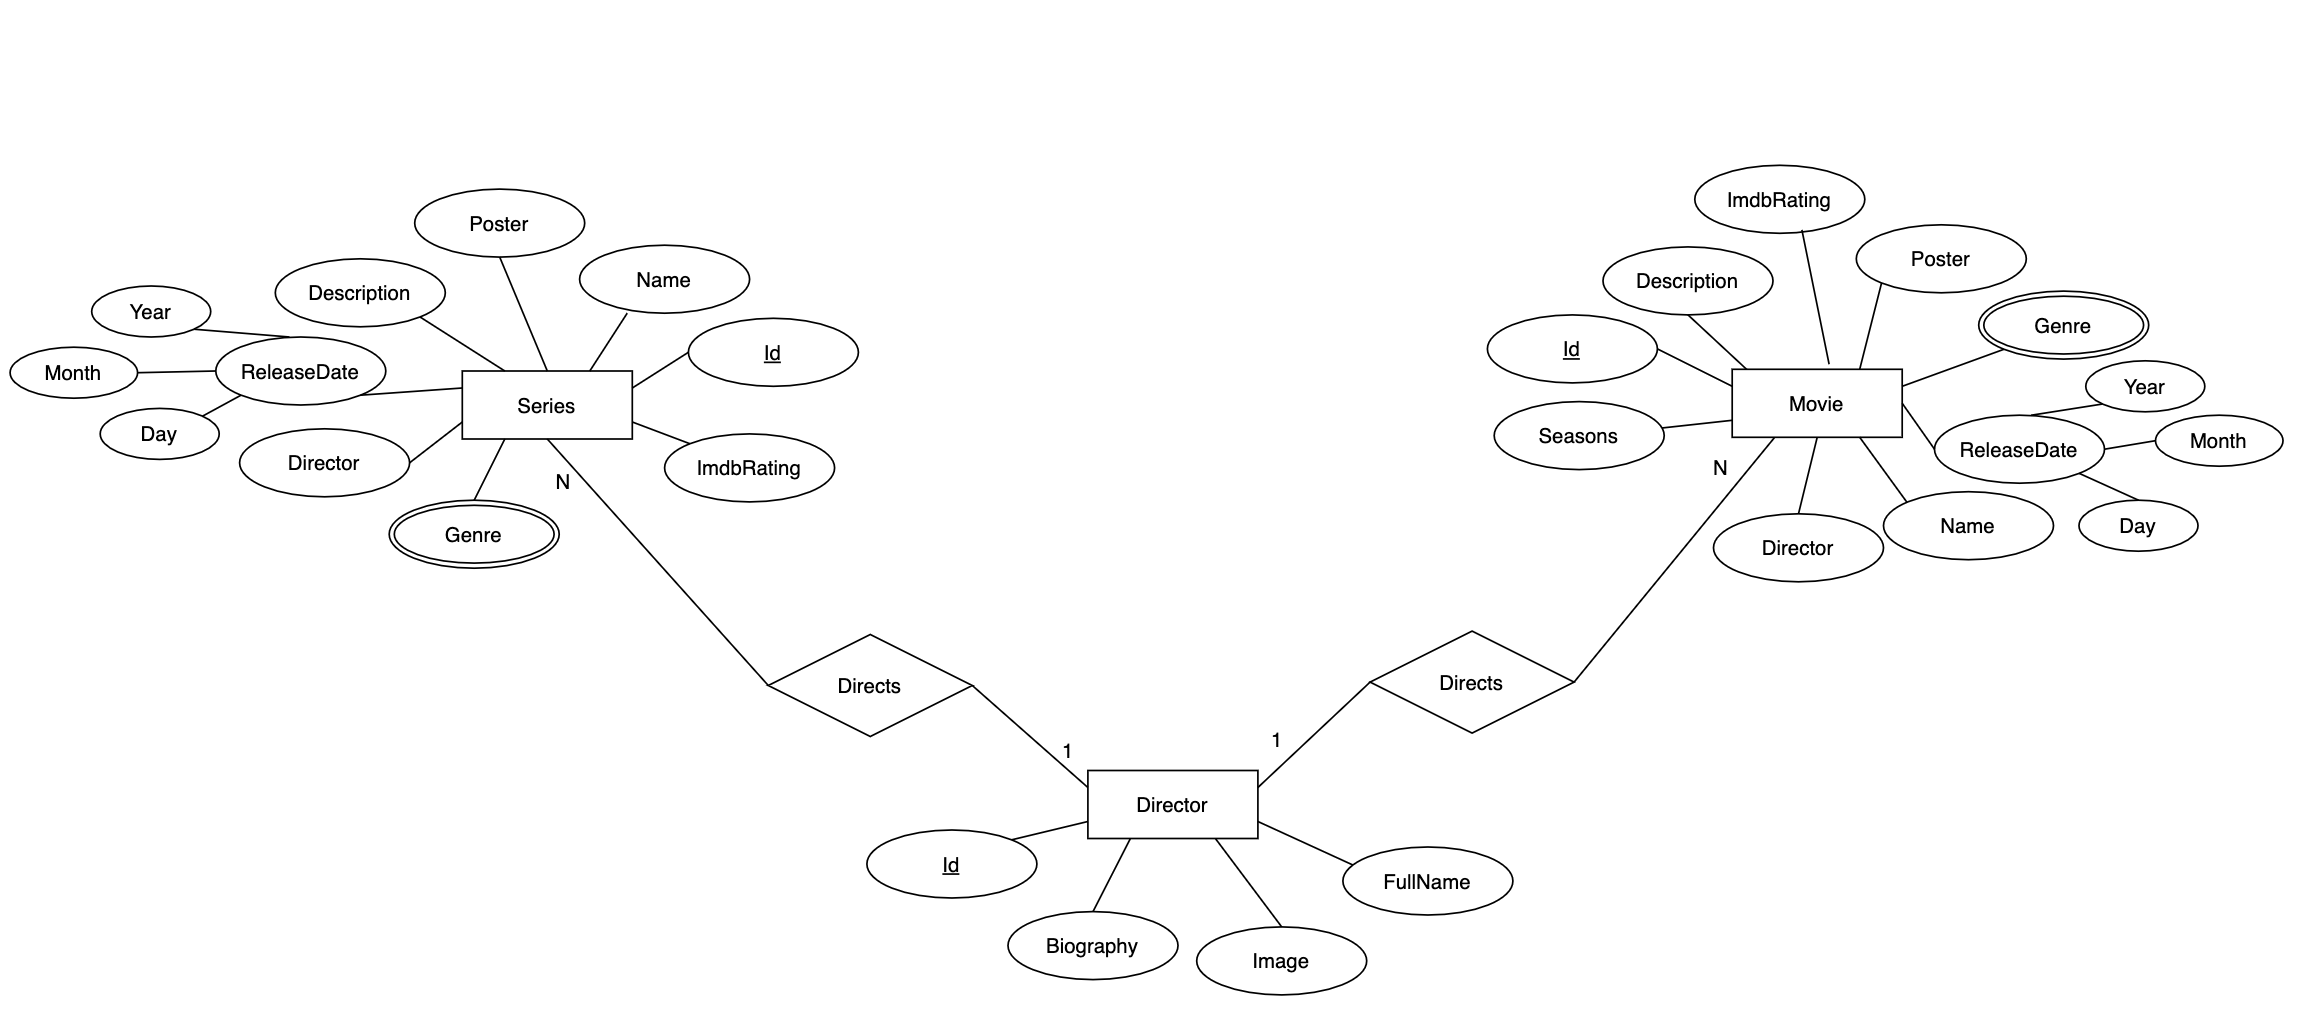 ImdbRating
Poster
Name
Poster
Description
Description
Year
Genre
Id
Id
Month
ReleaseDate
Year
Series
Movie
Day
Seasons
Month
ReleaseDate
Director
ImdbRating
N
N
Genre
Director
Name
Day
Directs
Directs
1
1
Director
Id
FullName
Biography
Image